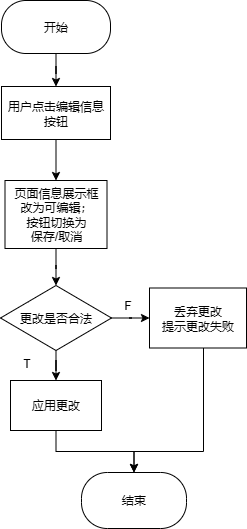 开始
用户点击编辑信息
按钮
页面信息展示框
改为可编辑；
按钮切换为
保存/取消
更改是否合法
F
丢弃更改
提示更改失败
T
应用更改
结束